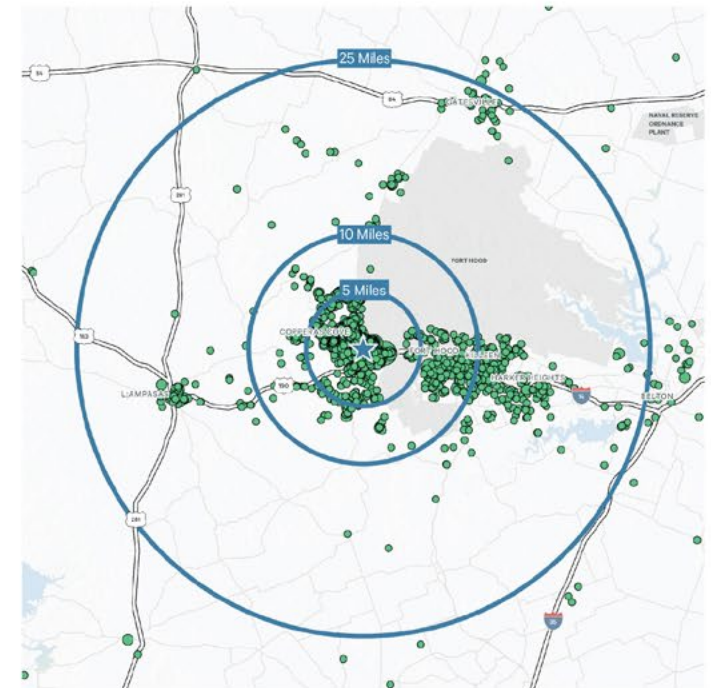 25 Miles
84
84
GATESVILLE
NAVAL RESERVE
ORDNANCE
PLANT
281
10 Miles
FORT HOOD
5 Miles
COPPERAS COVE
183
FORT HOOD
KILLEEN
HARKER HEIGHTS
190
LAMPASAS
14
BELTON
281
35